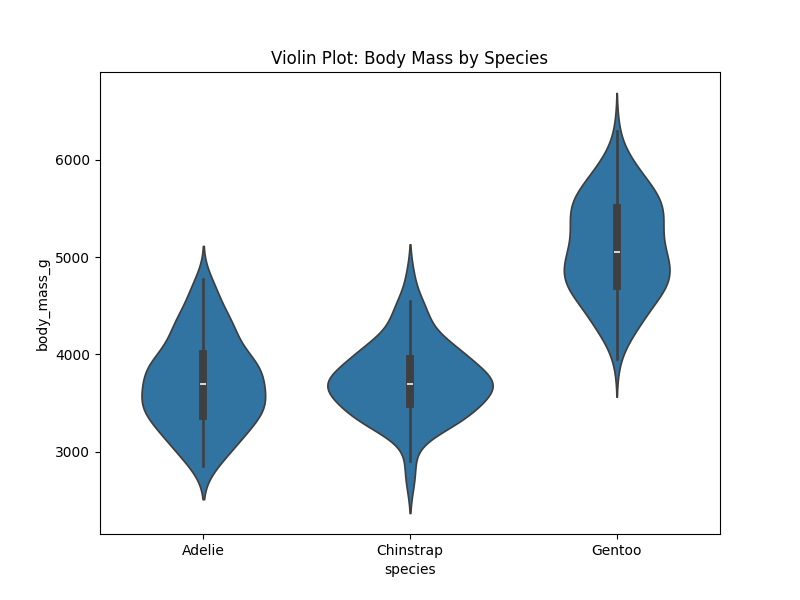 Violin Plot: Body Mass by Species
body_mass_g
6000
5000
4000
3000
Adelie Chinstrap Gentoo
species